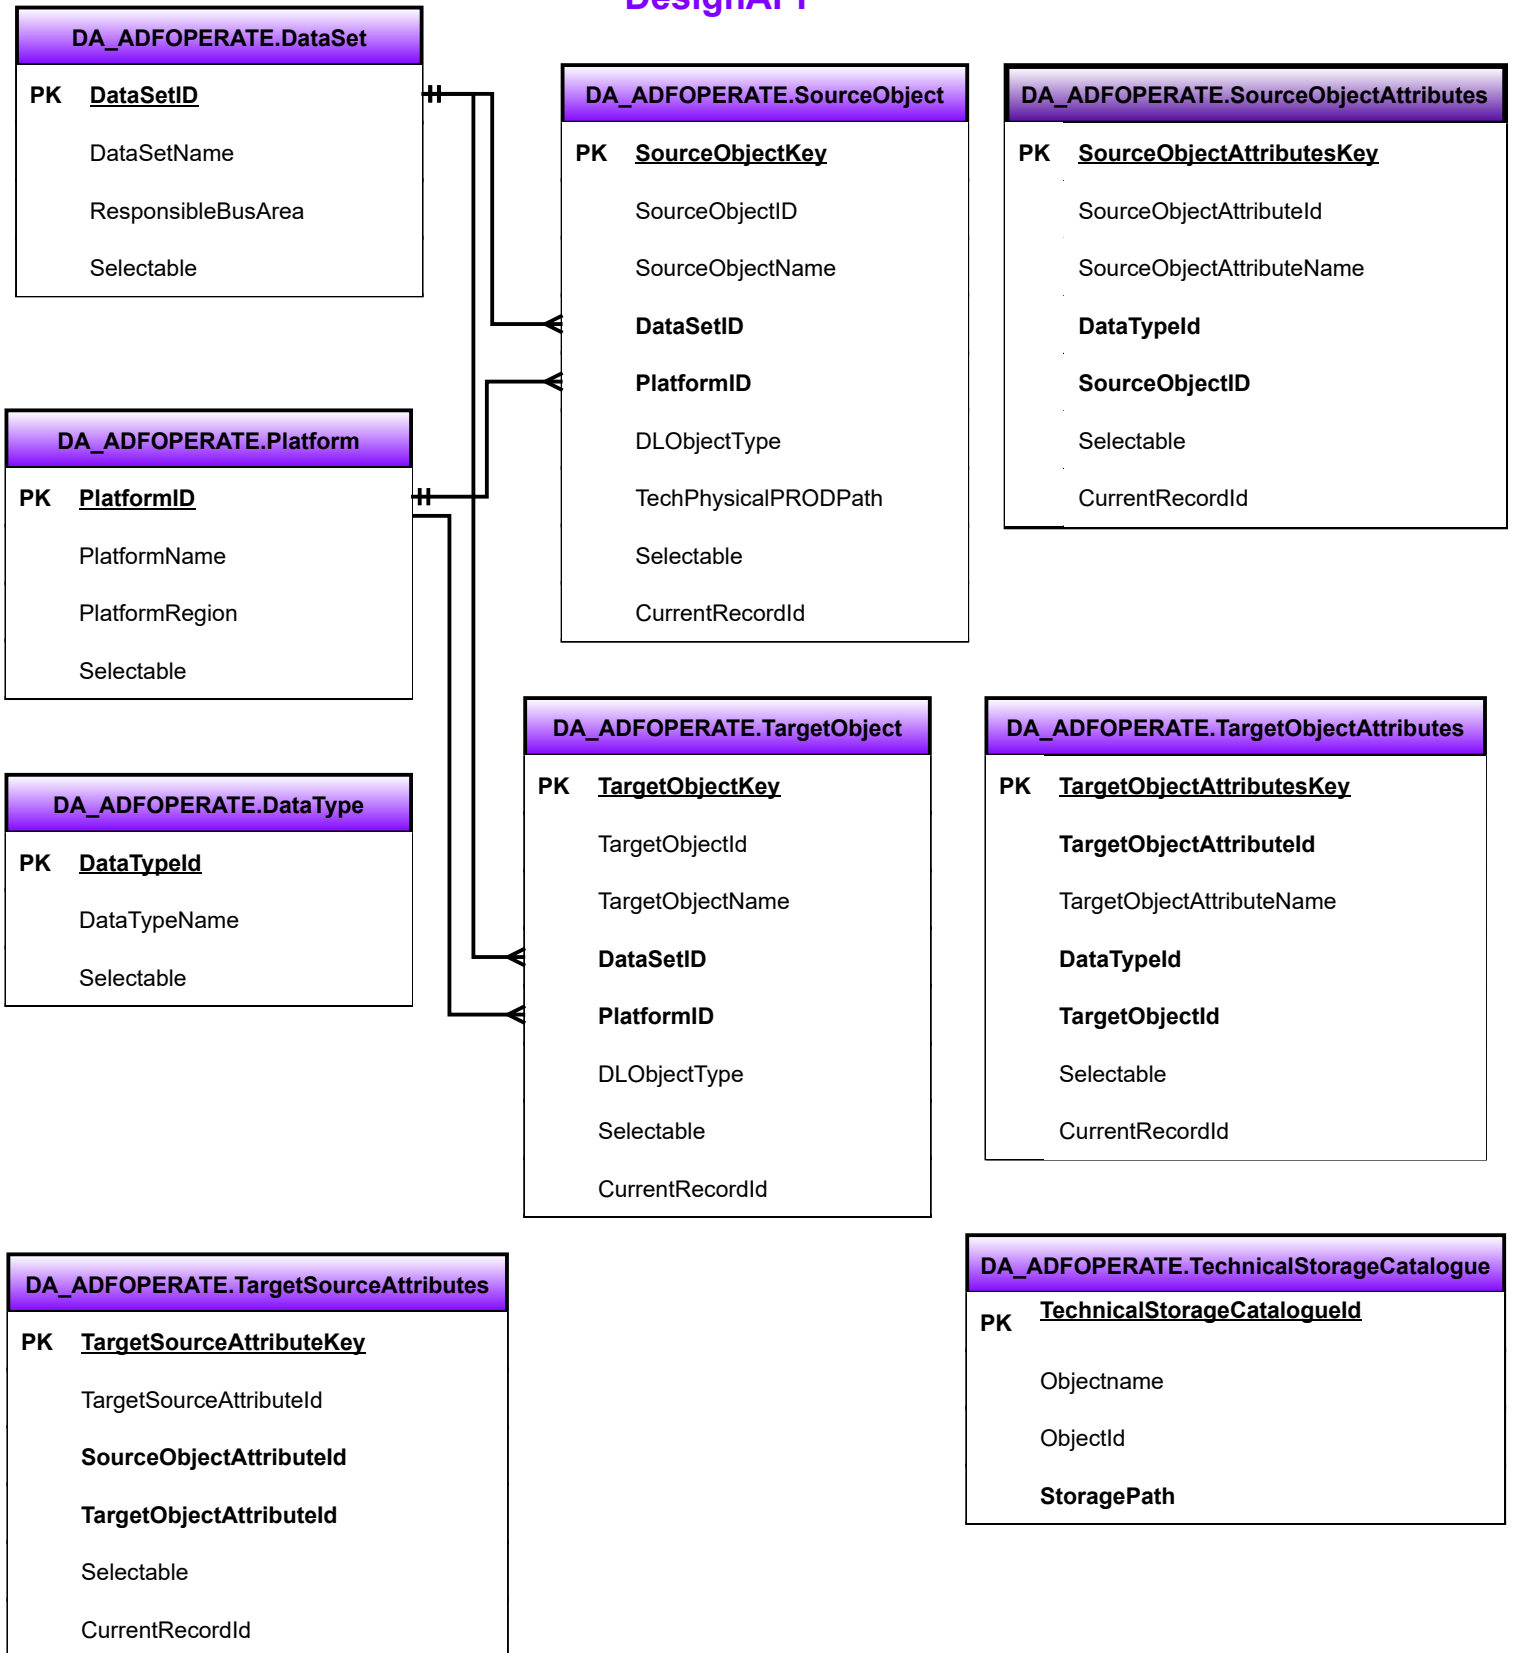 DesignAPI
DA_ADFOPERATE.DataSet
PK DataSetID
DataSetName
ResponsibleBusArea
Selectable
DA_ADFOPERATE.SourceObject
PK SourceObjectKey
SourceObjectID
SourceObjectName
DataSetID
PlatformID
DLObjectType
TechPhysicalPRODPath
Selectable
CurrentRecordId
DA_ADFOPERATE.SourceObjectAttributes
PK SourceObjectAttributesKey
SourceObjectAttributeId
SourceObjectAttributeName
DataTypeId
SourceObjectID
Selectable
CurrentRecordId
DA_ADFOPERATE.Platform
PK PlatformID
PlatformName
PlatformRegion
Selectable
DA_ADFOPERATE.DataType
PK DataTypeId
DataTypeName
Selectable
DA_ADFOPERATE.TargetObject
PK TargetObjectKey
TargetObjectId
TargetObjectName
DataSetID
PlatformID
DLObjectType
Selectable
CurrentRecordId
DA_ADFOPERATE.TargetObjectAttributes
PK TargetObjectAttributesKey
TargetObjectAttributeId
TargetObjectAttributeName
DataTypeId
TargetObjectId
Selectable
CurrentRecordId
DA_ADFOPERATE.TargetSourceAttributes
PK TargetSourceAttributeKey
TargetSourceAttributeId
SourceObjectAttributeId
TargetObjectAttributeId
Selectable
CurrentRecordId
DA_ADFOPERATE.TechnicalStorageCatalogue
PK TechnicalStorageCatalogueId
Objectname
ObjectId
StoragePath